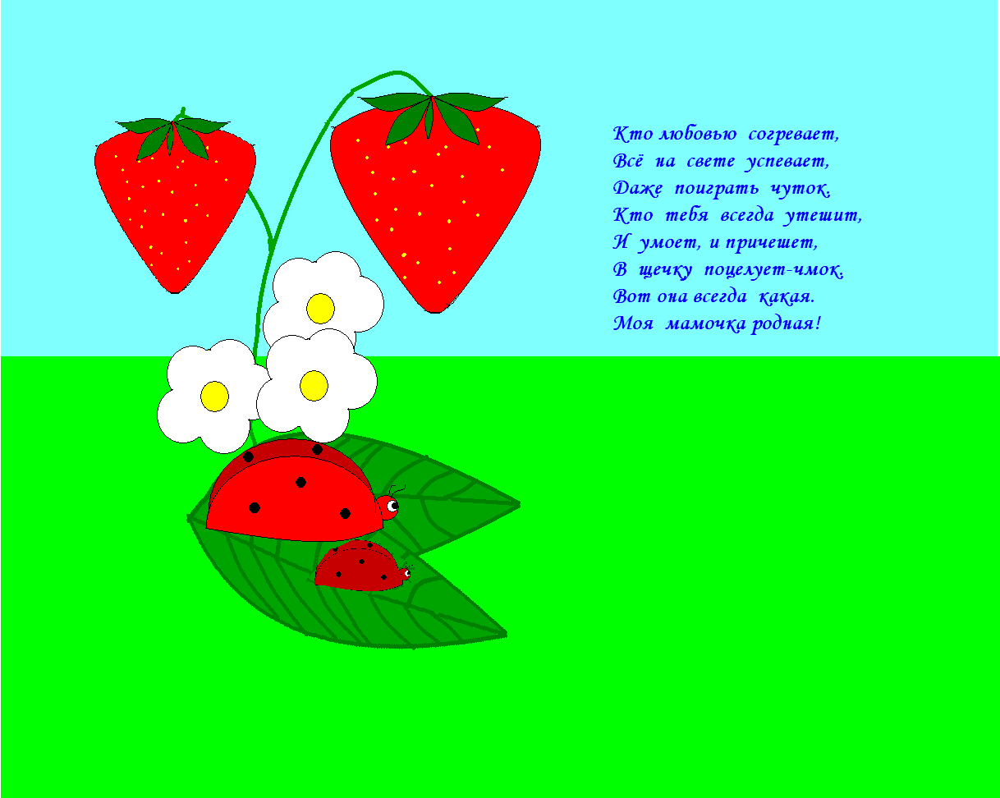 Кто любовью согревает,
Всё на свете успевает,
Даже поиграть чуток.
Кто тебя всегда утешит,
И умоет, и причешет,
В щечку поцелует-чмок.
Вот она всегда какая.
Моя мамочка родная!